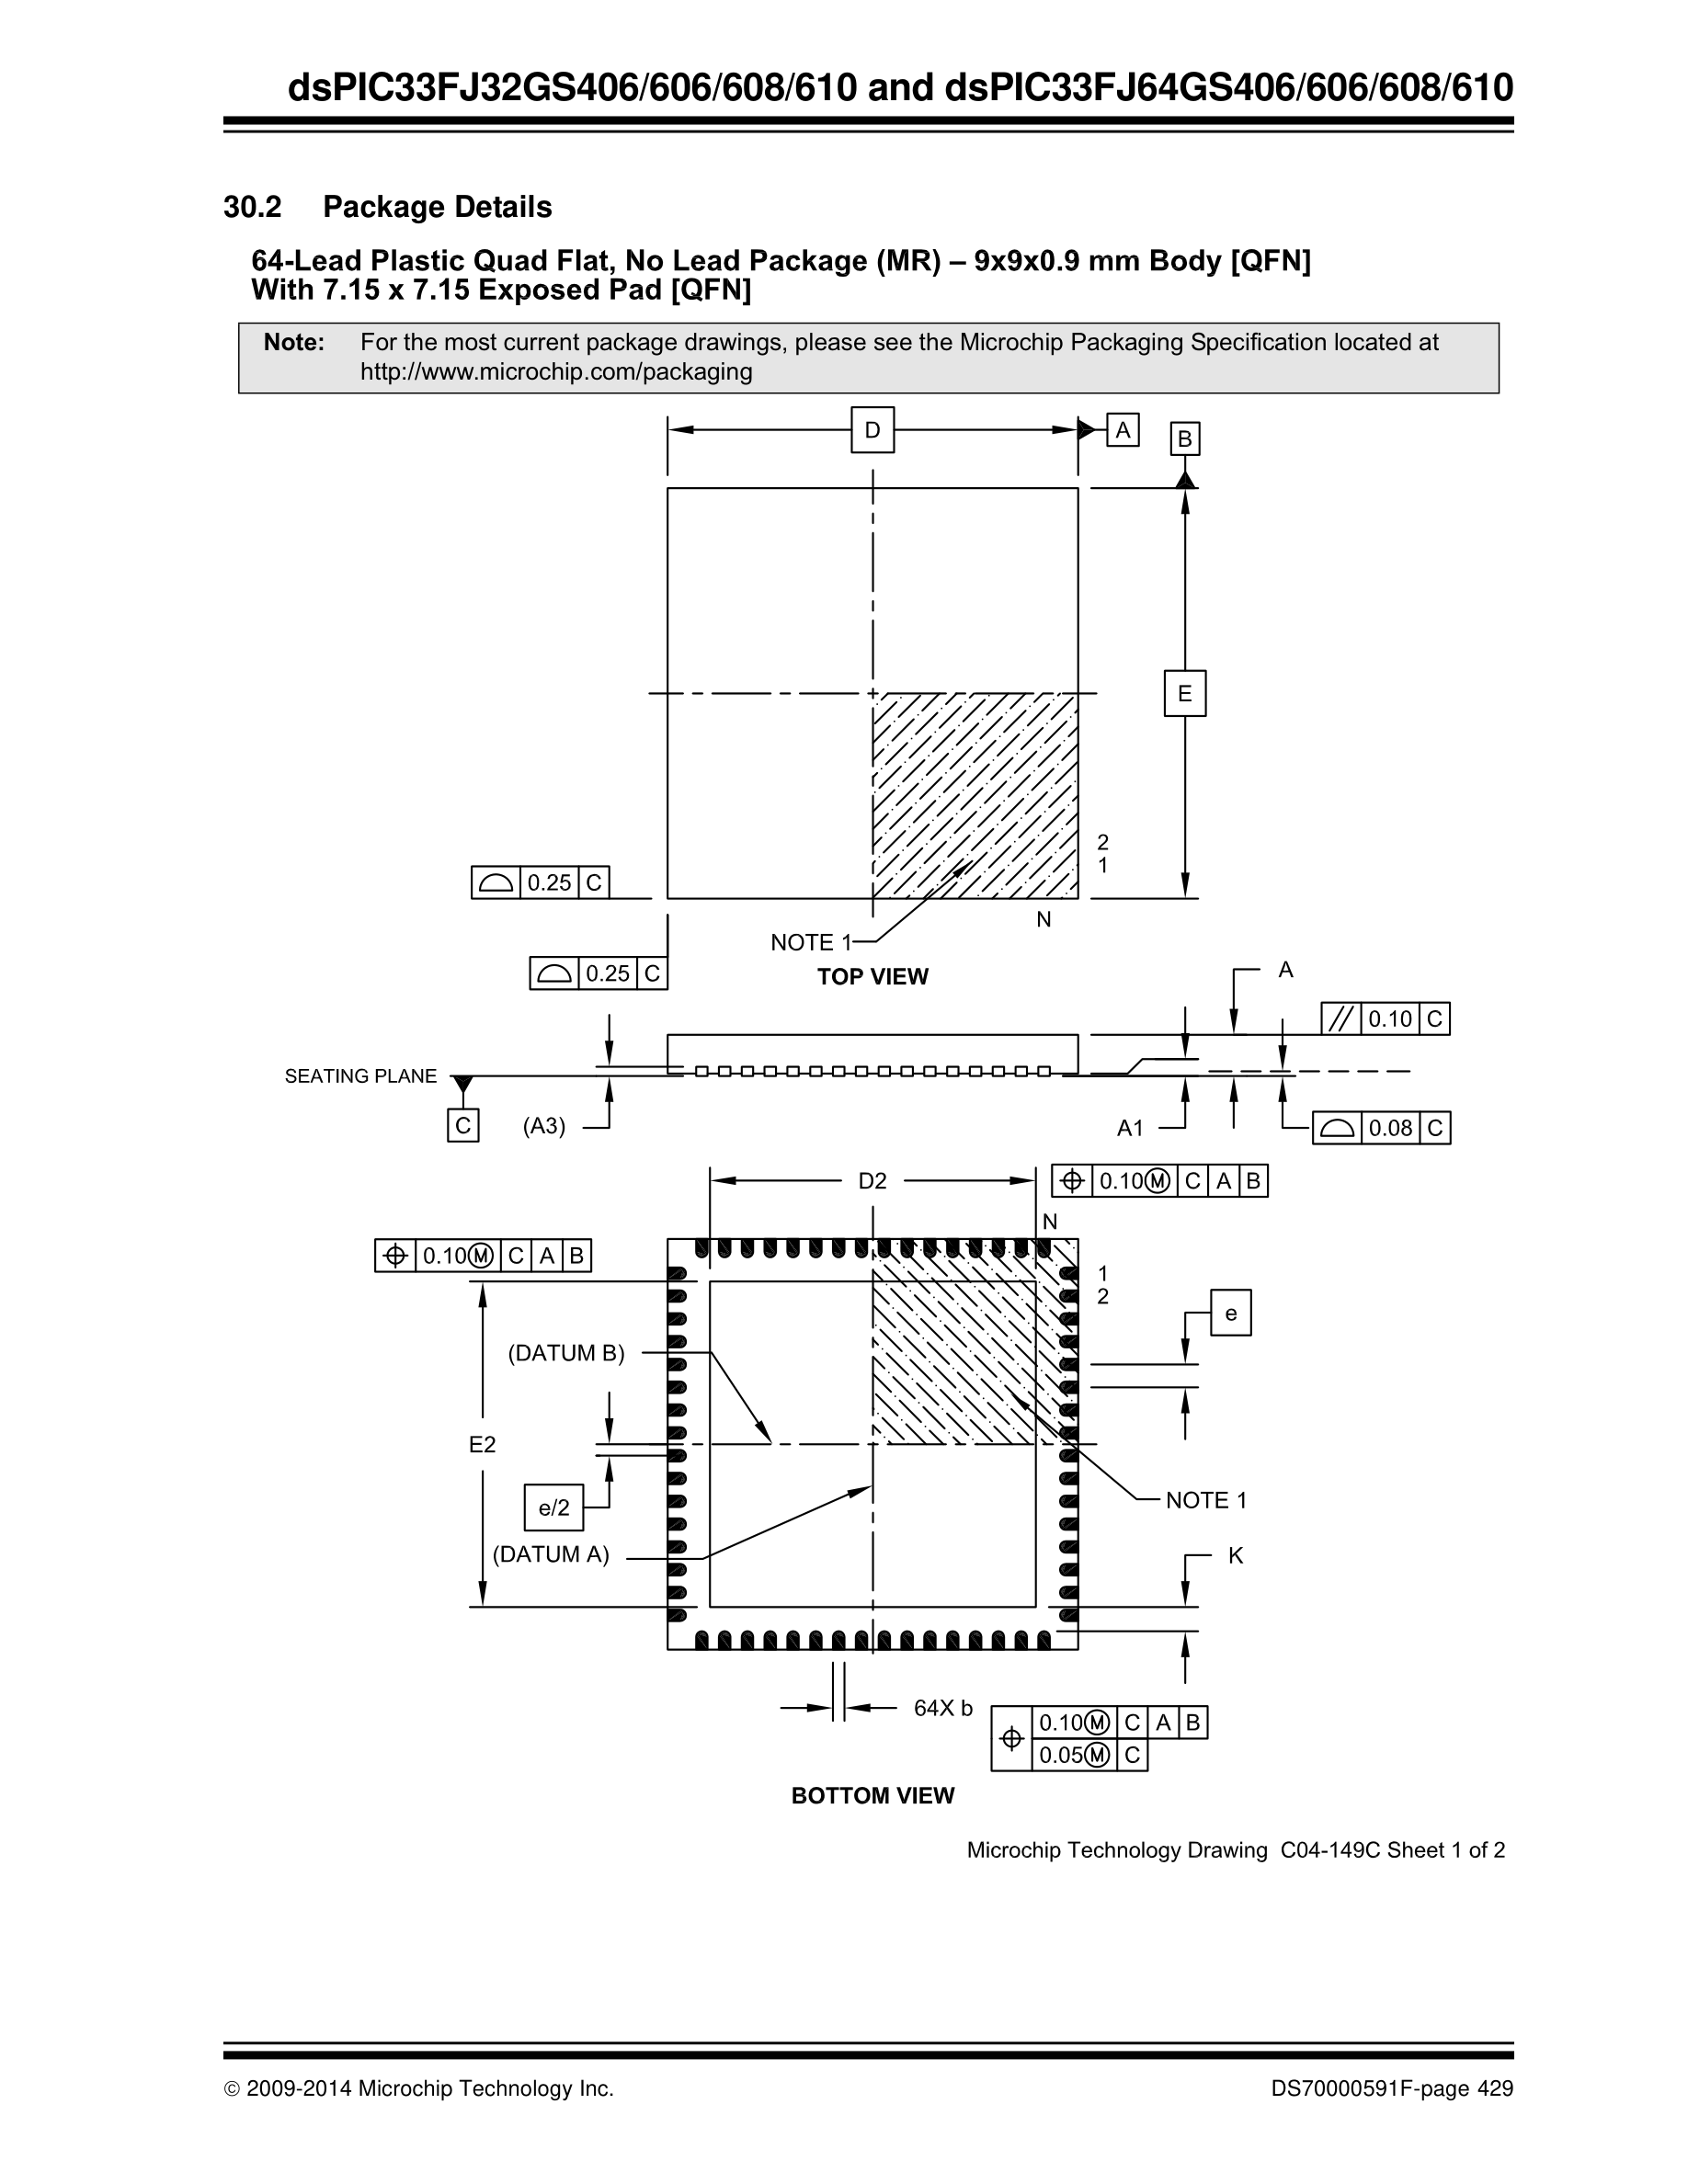 dsPIC33FJ32GS406/606/608/610 and dsPIC33FJ64GS406/606/608/610
30.2 Package Details
64-Lead Plastic Quad Flat, No Lead Package (MR) – 9x9x0.9 mm Body [QFN]
With 7.15 x 7.15 Exposed Pad [QFN]
Note: For the most current package drawings, please see the Microchip Packaging Specification located at
http://www.microchip.com/packaging
D
A
B
E
2
1
0.25 C
N
NOTE 1
0.25 C
TOP VIEW
A
// 0.10 C
SEATING PLANE
C
(A3)
A1
0.08 C
D2
0.10Ⓜ C A B
N
0.10Ⓜ C A B
1
2
e
(DATUM B)
E2
e/2
NOTE 1
(DATUM A)
K
64X b
0.10Ⓜ C A B
0.05Ⓜ C
BOTTOM VIEW
Microchip Technology Drawing C04-149C Sheet 1 of 2
© 2009-2014 Microchip Technology Inc.
DS70000591F-page 429